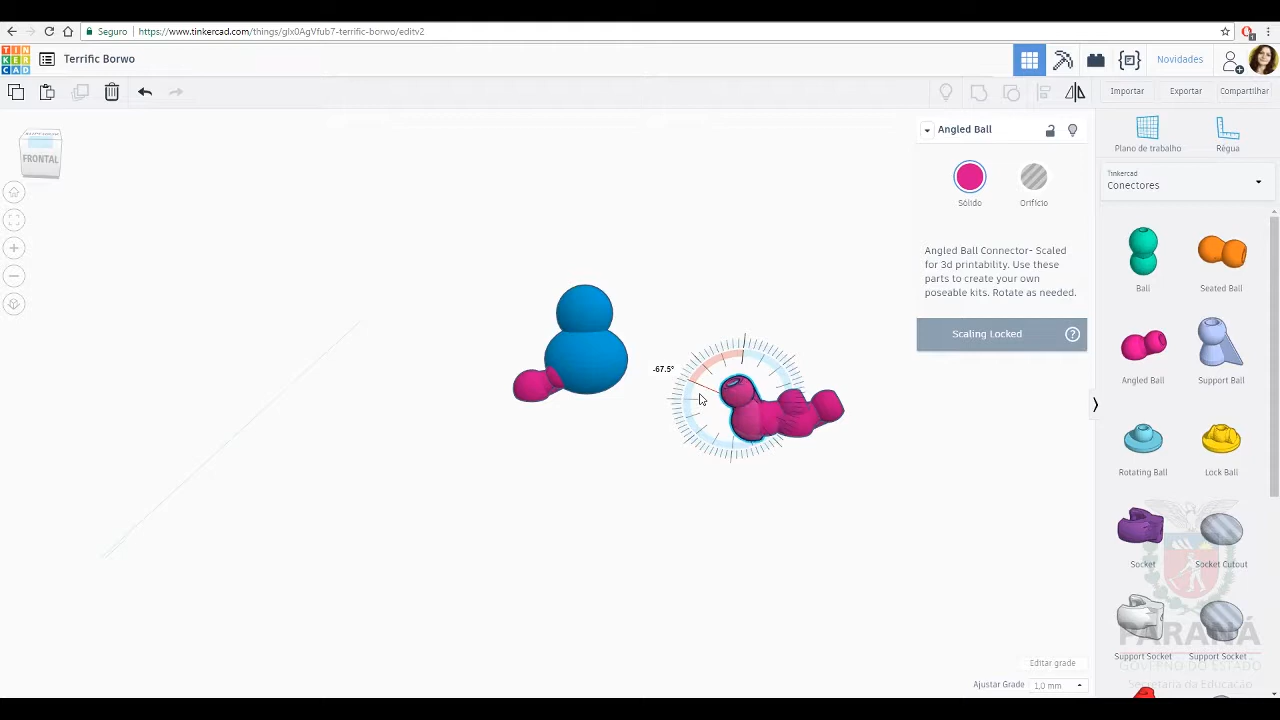 Seguro
https://www.tinkercad.com/things/glx0AgVfub7-terrific-borwo/editv2
TIN
KER
CAD
Terrific Borwo
Novidades
Importar
Exportar
Compartilhar
FRONTAL
Angled Ball
Sólido
Orifício
Angled Ball Connector- Scaled
for 3d printability. Use these
parts to create your own
poseable kits. Rotate as needed.
Scaling Locked
?
-67.5°
Plano de trabalho
Régua
Tinkercad
Conectores
Ball
Seated Ball
Angled Ball
Support Ball
Rotating Ball
Lock Ball
Socket
Socket Cutout
Support Socket
Support Socket
PARANÁ
GOVERNO DO ESTADO
Secretaria da Educação
Editar grade
Ajustar Grade
1,0 mm